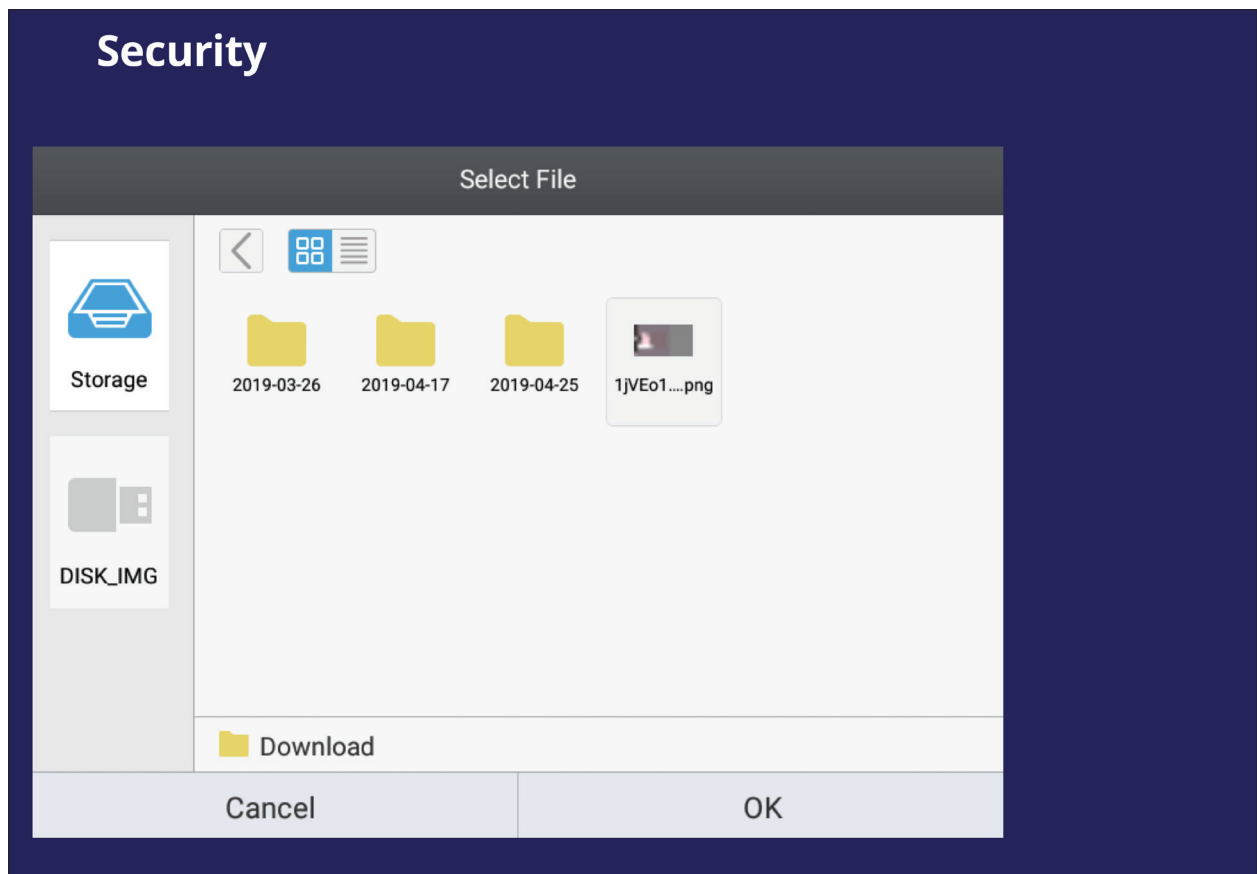 Security
Select File
Storage
2019-03-26 2019-04-17 2019-04-25 1jVEo1....png
DISK_IMG
Download
Cancel OK